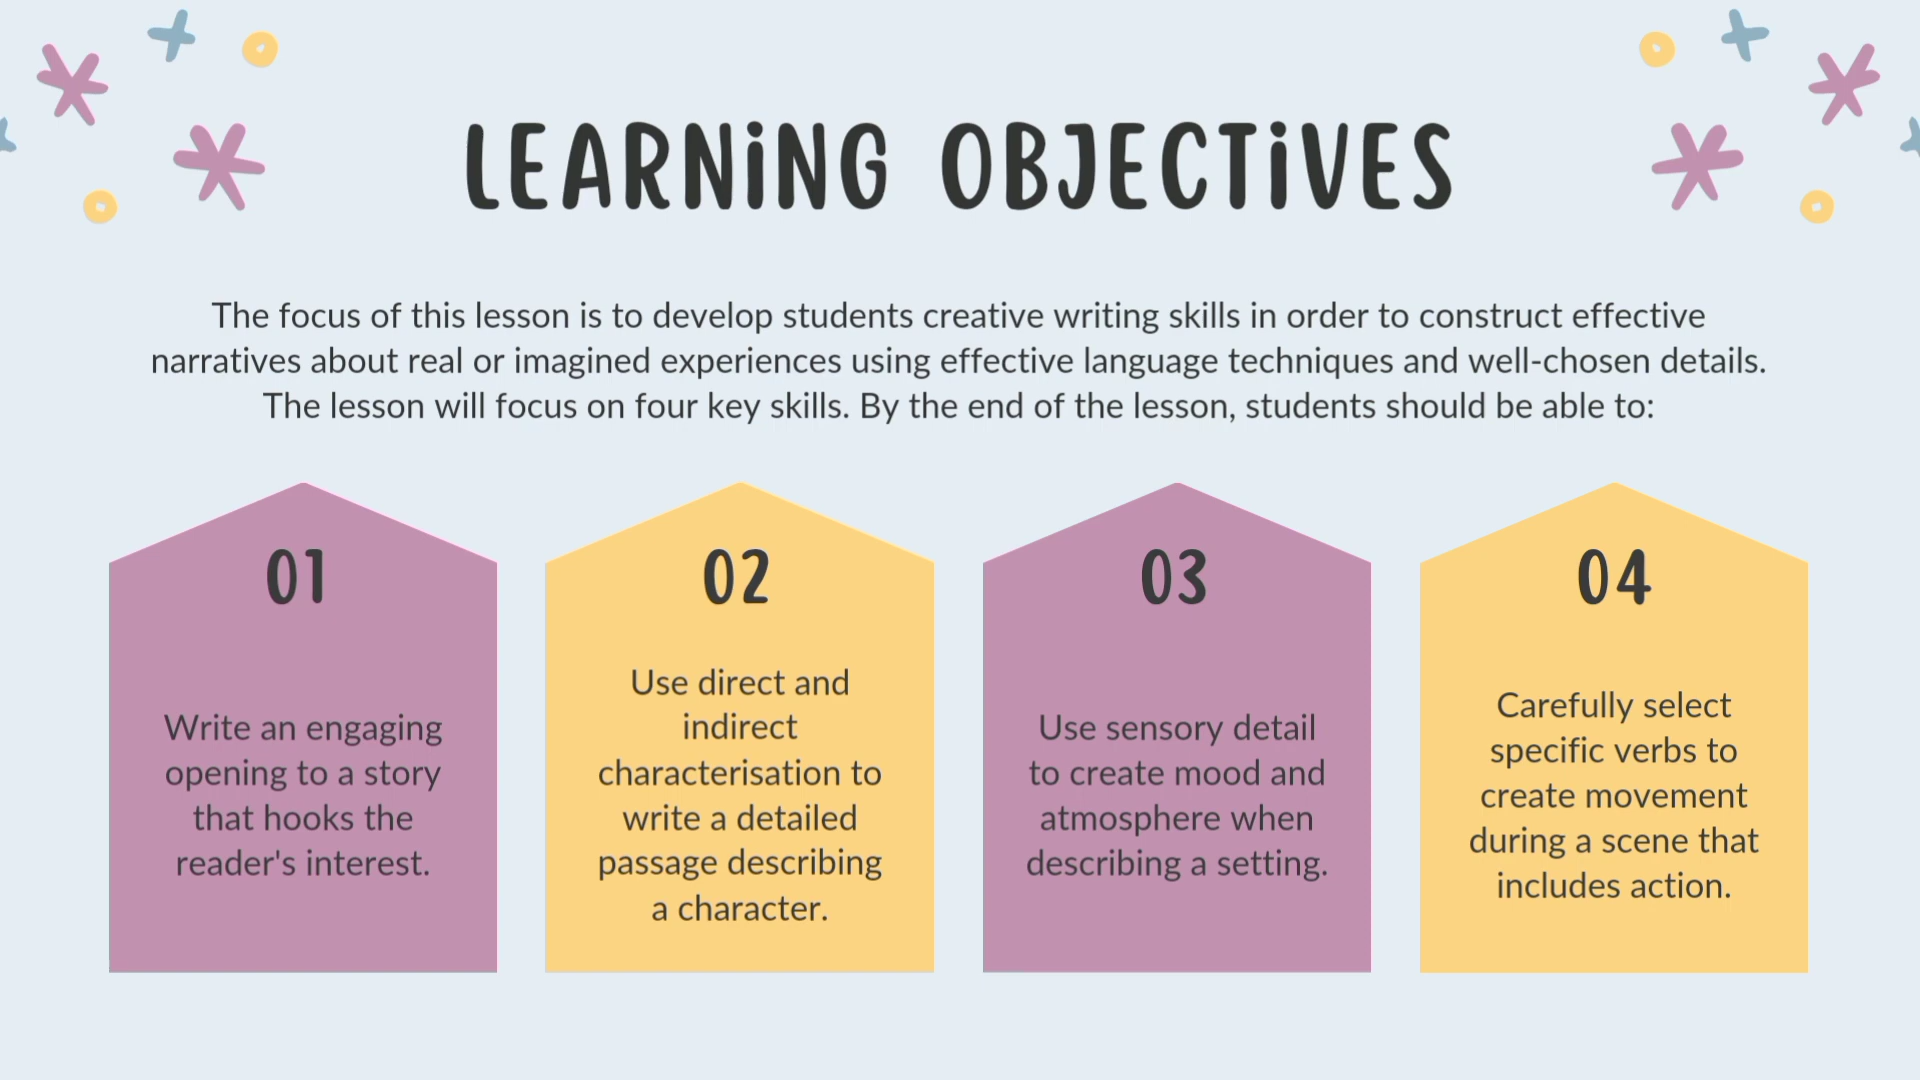 LEARNiNG OBJECTiVES
The focus of this lesson is to develop students creative writing skills in order to construct effective
narratives about real or imagined experiences using effective language techniques and well-chosen details.
The lesson will focus on four key skills. By the end of the lesson, students should be able to:
01
Write an engaging
opening to a story
that hooks the
reader's interest.
02
Use direct and
indirect
characterisation to
write a detailed
passage describing
a character.
03
Use sensory detail
to create mood and
atmosphere when
describing a setting.
04
Carefully select
specific verbs to
create movement
during a scene that
includes action.